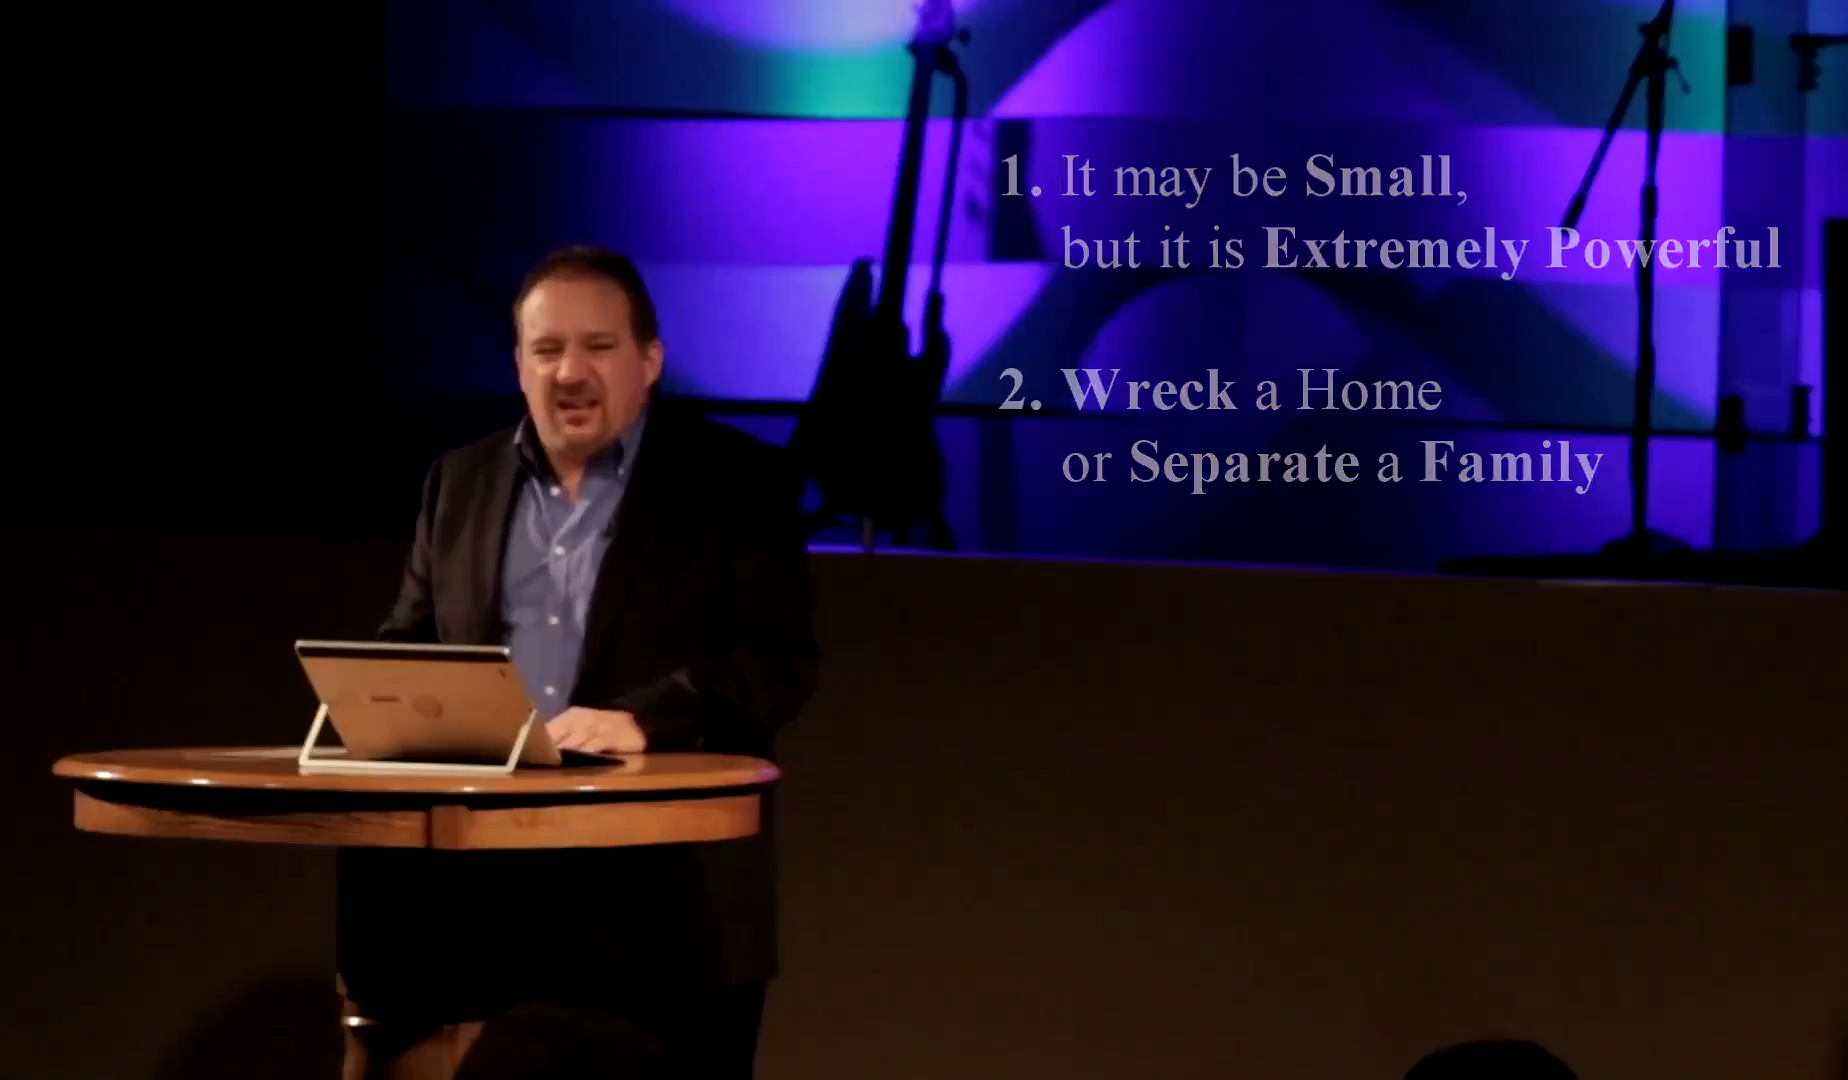 1. It may be Small,
but it is Extremely Powerful
2. Wreck a Home
or Separate a Family